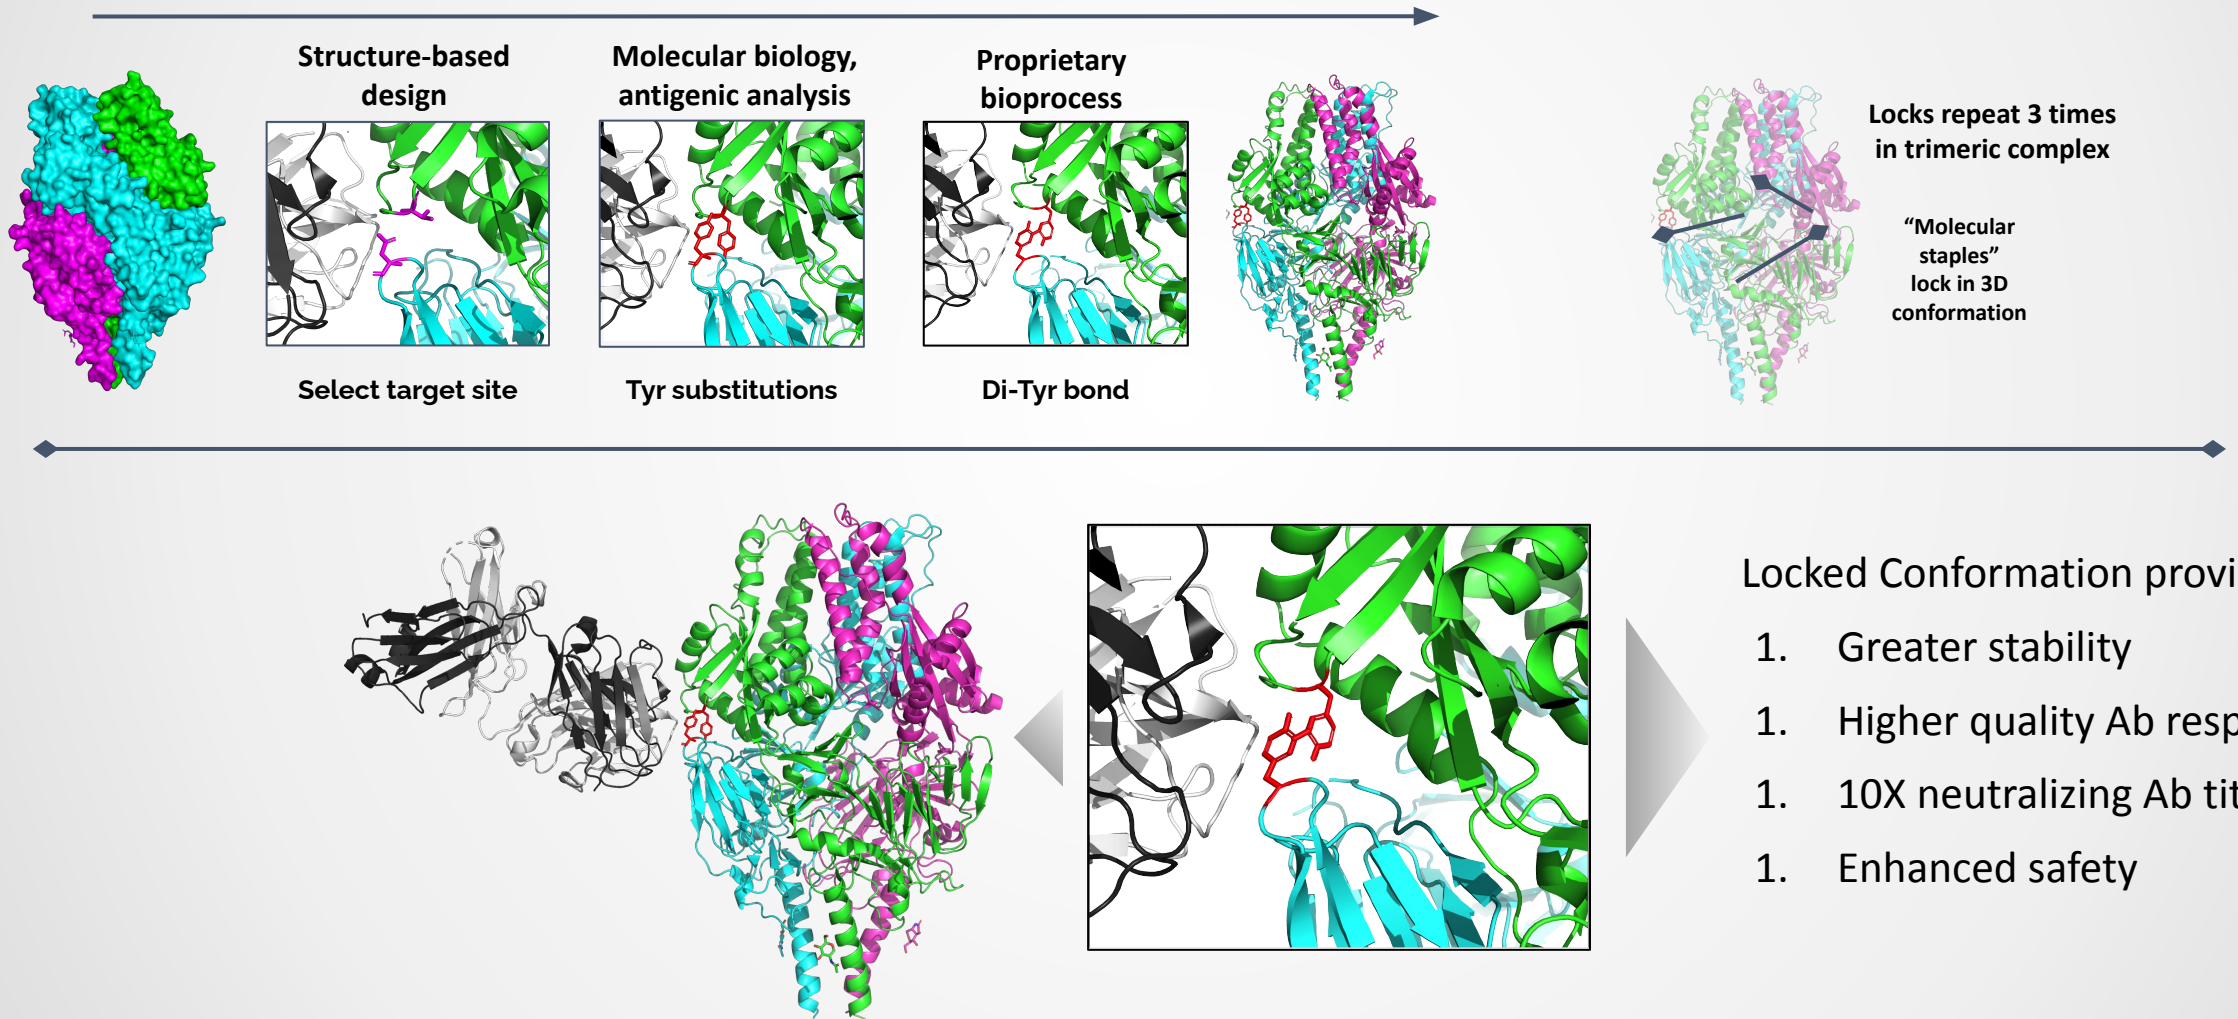 Structure-based
design
Select target site
Molecular biology,
antigenic analysis
Tyr substitutions
Proprietary
bioprocess
Di-Tyr bond
Locks repeat 3 times
in trimeric complex
“Molecular
staples”
lock in 3D
conformation
Locked Conformation provi
1. Greater stability
1. Higher quality Ab resp
1. 10X neutralizing Ab tit
1. Enhanced safety